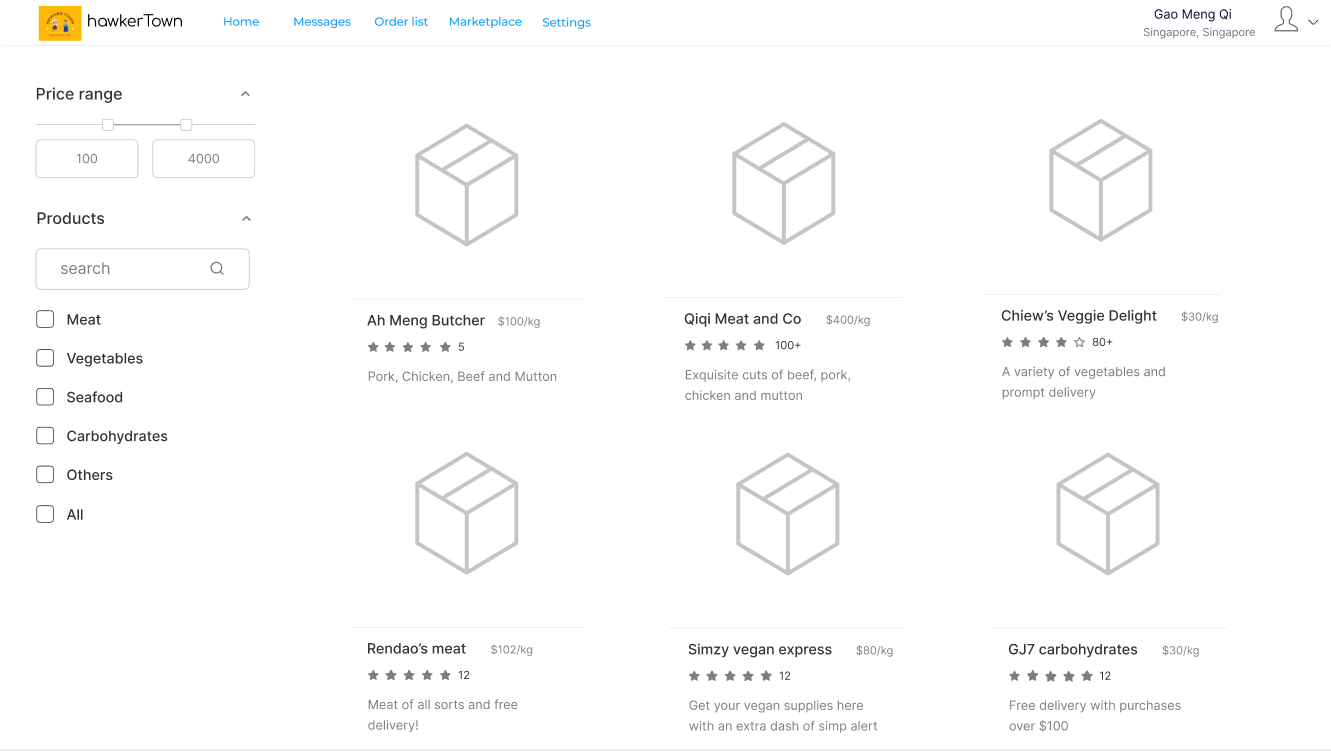 hawkerTown
Home Messages Order list Marketplace Settings
Gao Meng Qi
Singapore, Singapore
Price range
100 4000
Products
search
Meat
Vegetables
Seafood
Carbohydrates
Others
All
Ah Meng Butcher $100/kg
5
Pork, Chicken, Beef and Mutton
Qiqi Meat and Co $400/kg
100+
Exquisite cuts of beef, pork,
chicken and mutton
Chiew’s Veggie Delight $30/kg
80+
A variety of vegetables and
prompt delivery
Rendao’s meat $102/kg
12
Meat of all sorts and free
delivery!
Simzy vegan express $80/kg
12
Get your vegan supplies here
with an extra dash of simp alert
GJ7 carbohydrates $30/kg
12
Free delivery with purchases
over $100